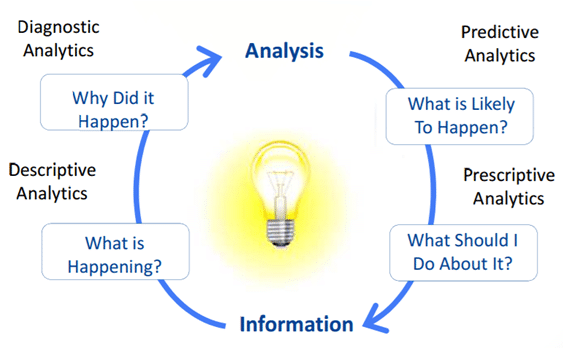 Diagnostic
Analytics
Why Did it
Happen?
Analysis
Predictive
Analytics
What is Likely
To Happen?
Descriptive
Analytics
What is
Happening?
Prescriptive
Analytics
What Should I
Do About It?
Information